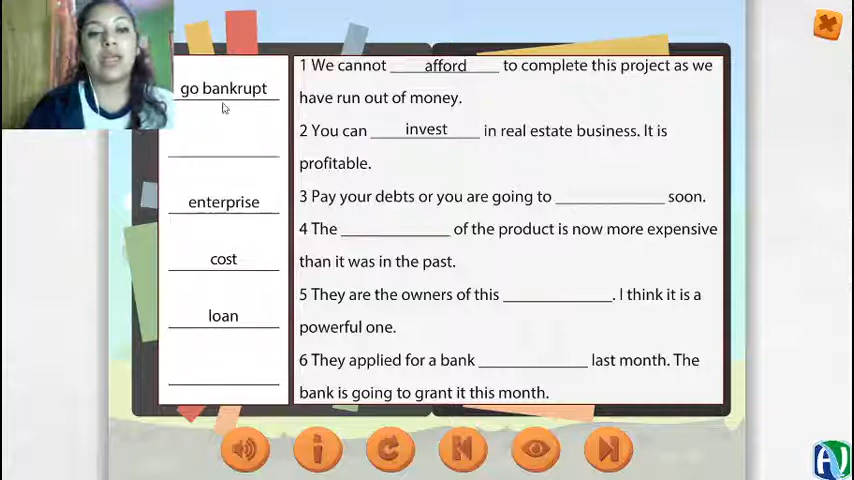 go bankrupt
enterprise
cost
loan
1 We cannot afford to complete this project as we
have run out of money.
2 You can invest in real estate business. It is
profitable.
3 Pay your debts or you are going to ____________ soon.
4 The ____________ of the product is now more expensive
than it was in the past.
5 They are the owners of this ____________. I think it is a
powerful one.
6 They applied for a bank ____________ last month. The
bank is going to grant it this month.